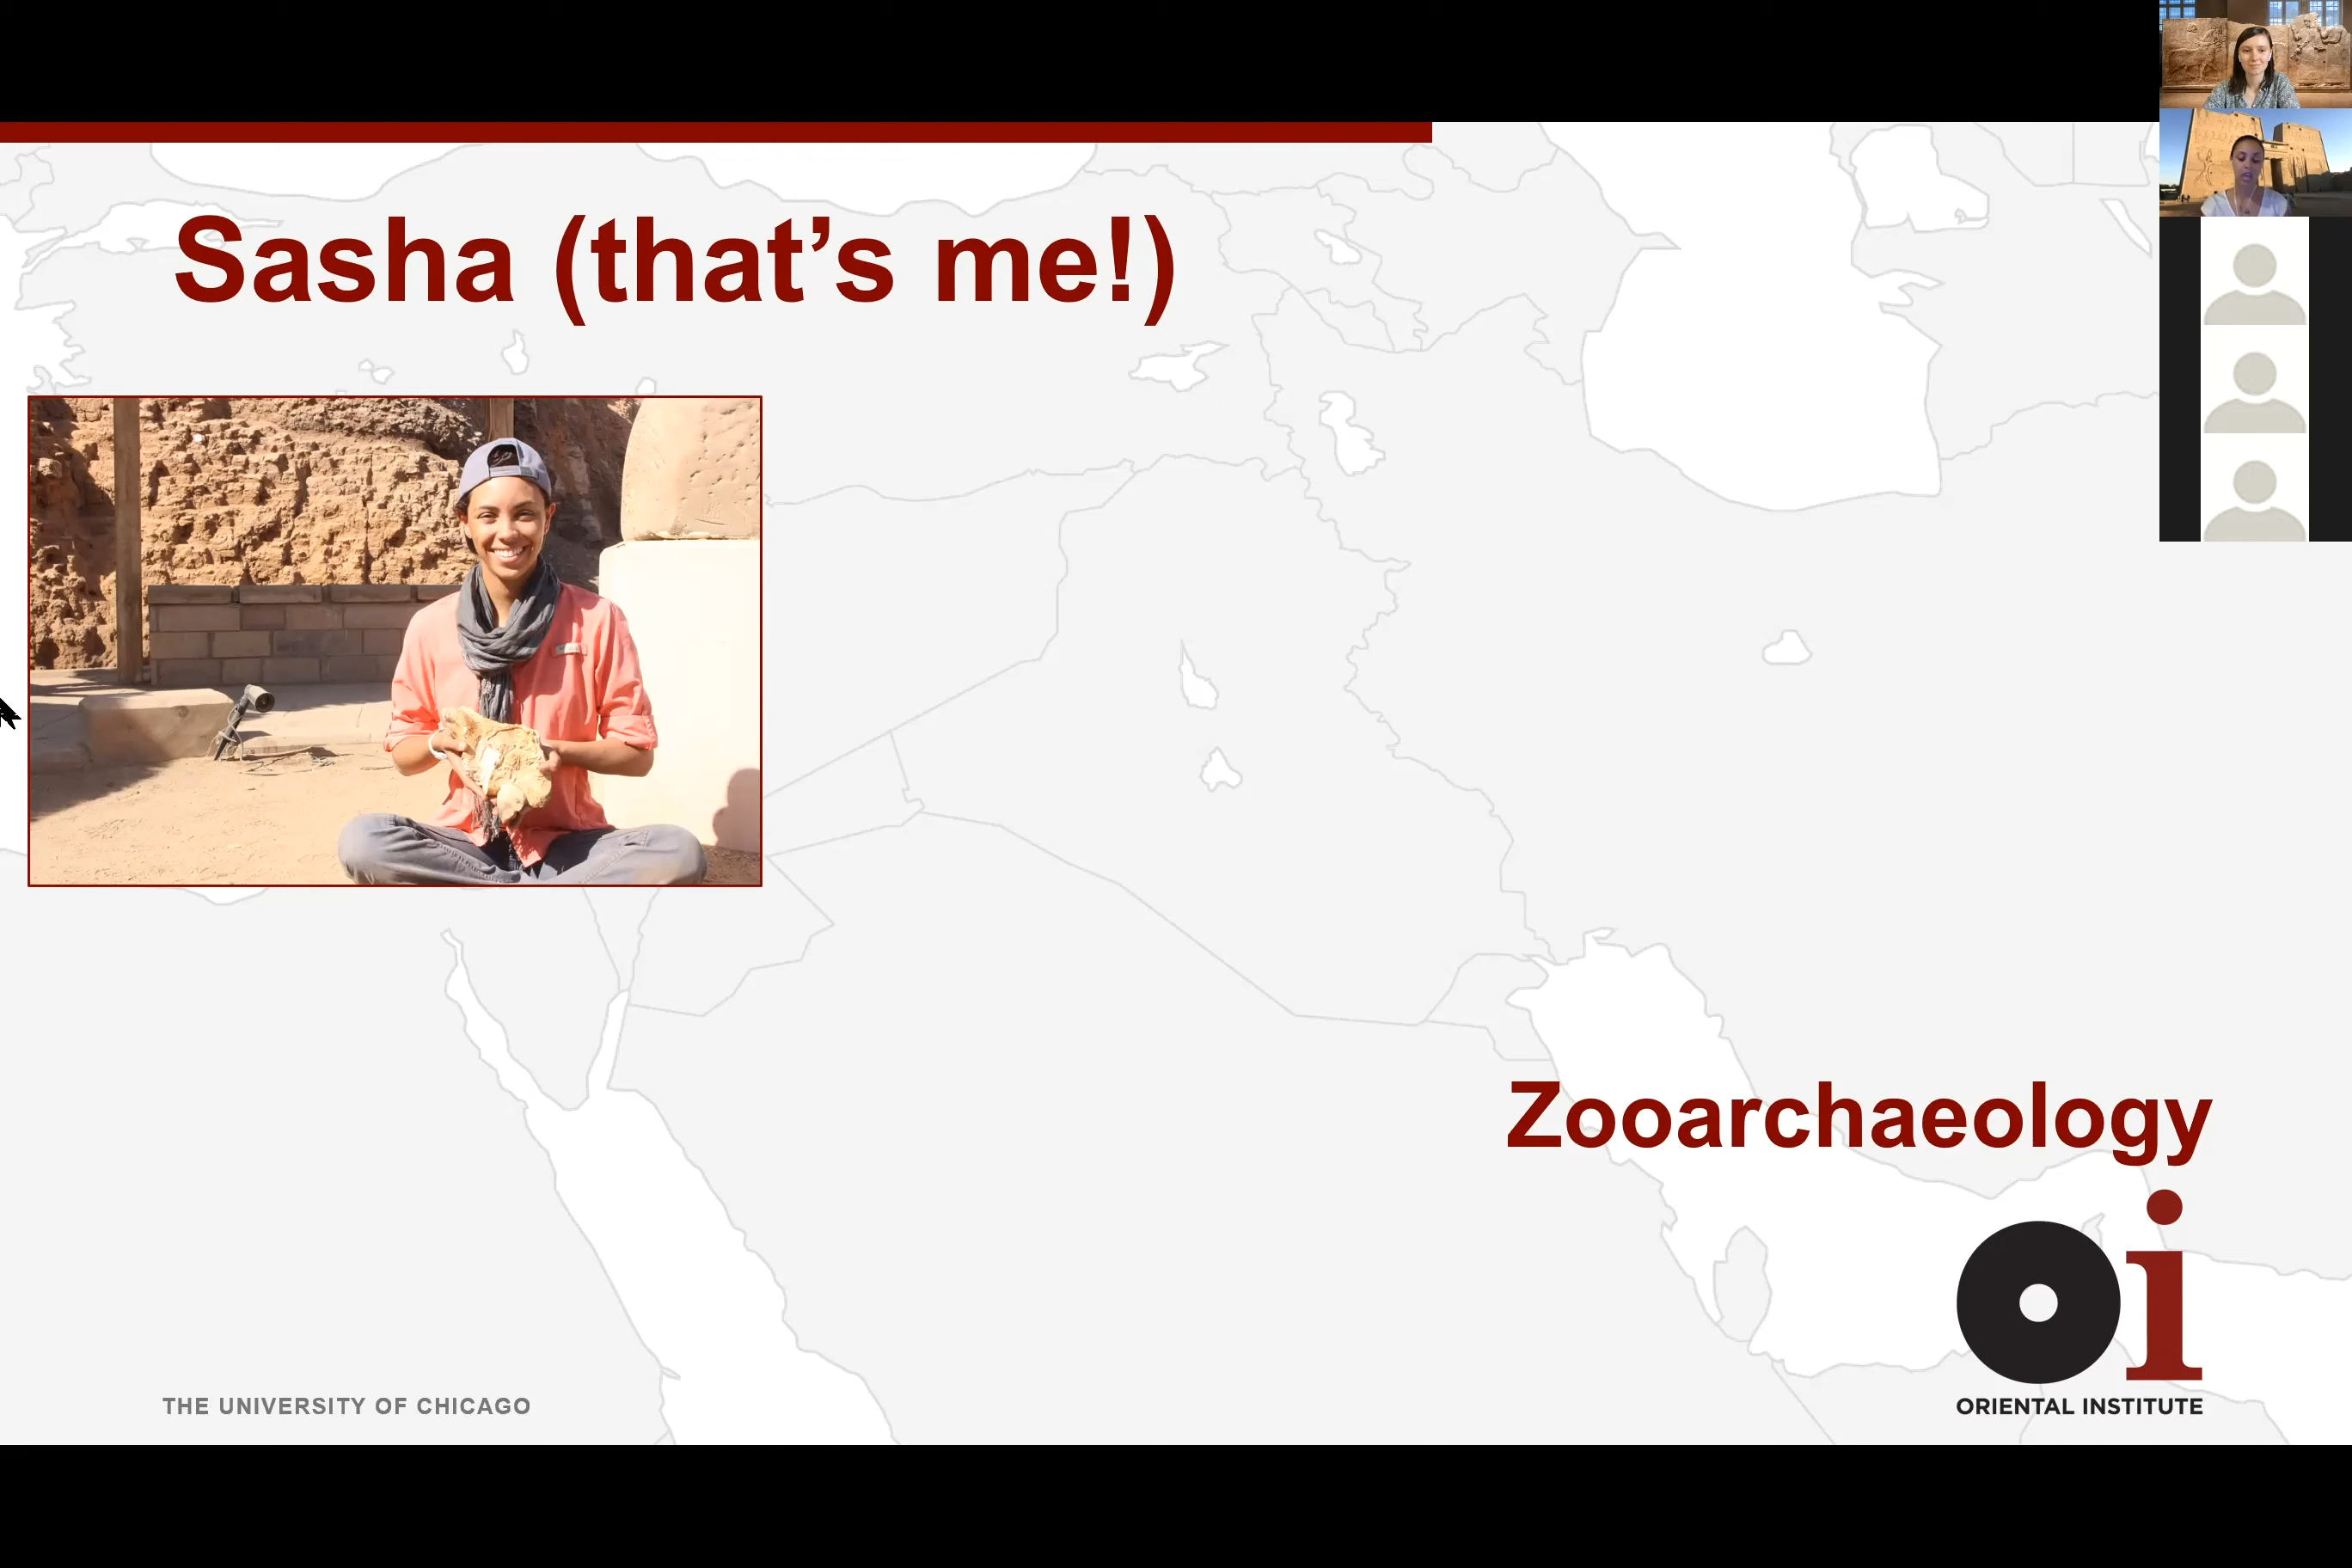 Sasha (that’s me!)
Zooarchaeology
oi
THE UNIVERSITY OF CHICAGO
ORIENTAL INSTITUTE